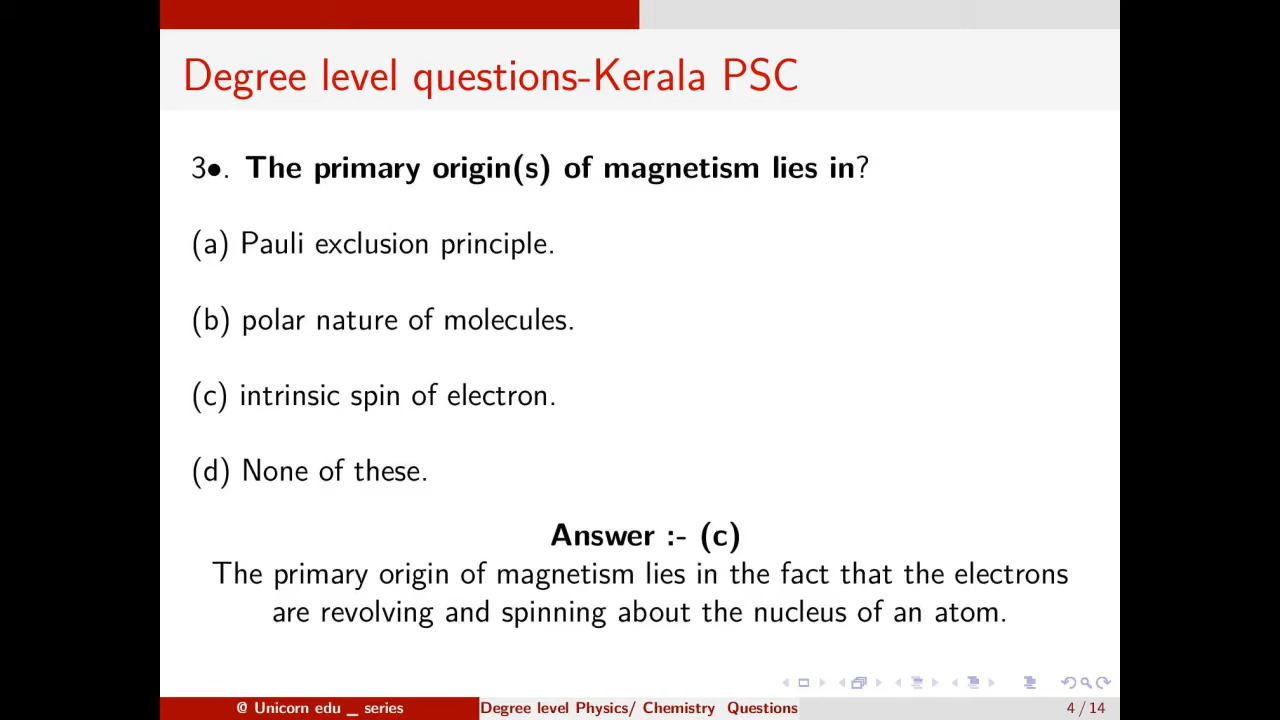 Degree level questions-Kerala PSC
3•. The primary origin(s) of magnetism lies in?
(a) Pauli exclusion principle.
(b) polar nature of molecules.
(c) intrinsic spin of electron.
(d) None of these.
Answer :- (c)
The primary origin of magnetism lies in the fact that the electrons
are revolving and spinning about the nucleus of an atom.
@ Unicorn edu _ series Degree level Physics/ Chemistry Questions 4 / 14